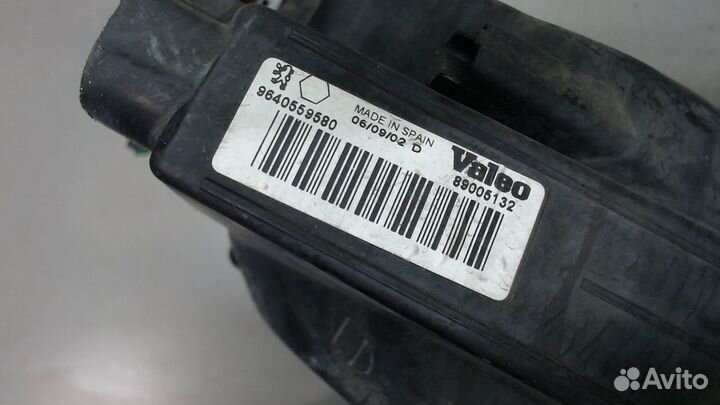 9640559580
MADE IN SPAIN
06/09/02 D
Valeo
89005132
Avito